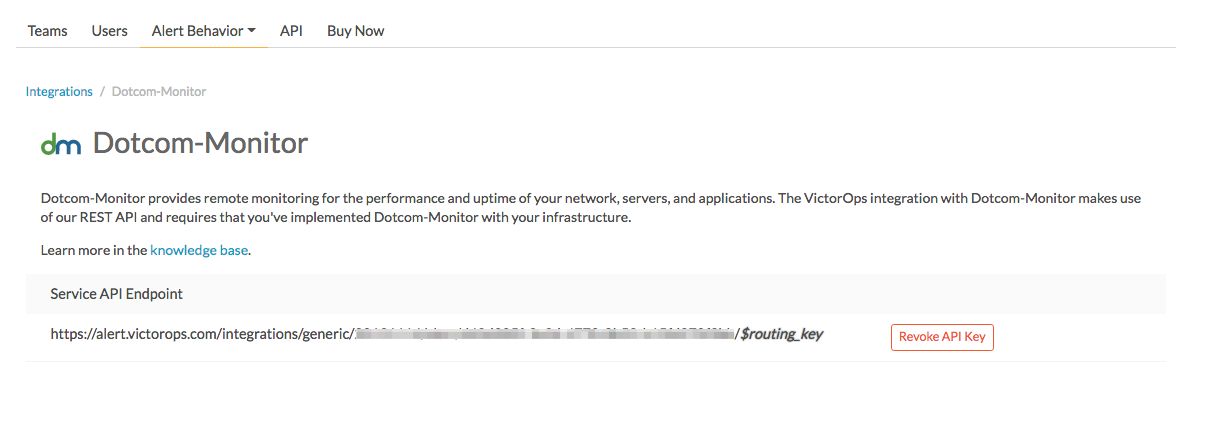 Teams Users Alert Behavior API Buy Now
Integrations / Dotcom-Monitor
dm Dotcom-Monitor
Dotcom-Monitor provides remote monitoring for the performance and uptime of your network, servers, and applications. The VictorOps integration with Dotcom-Monitor makes use
of our REST API and requires that you've implemented Dotcom-Monitor with your infrastructure.
Learn more in the knowledge base.
Service API Endpoint
https://alert.victorops.com/integrations/generic/ /$routing_key Revoke API Key